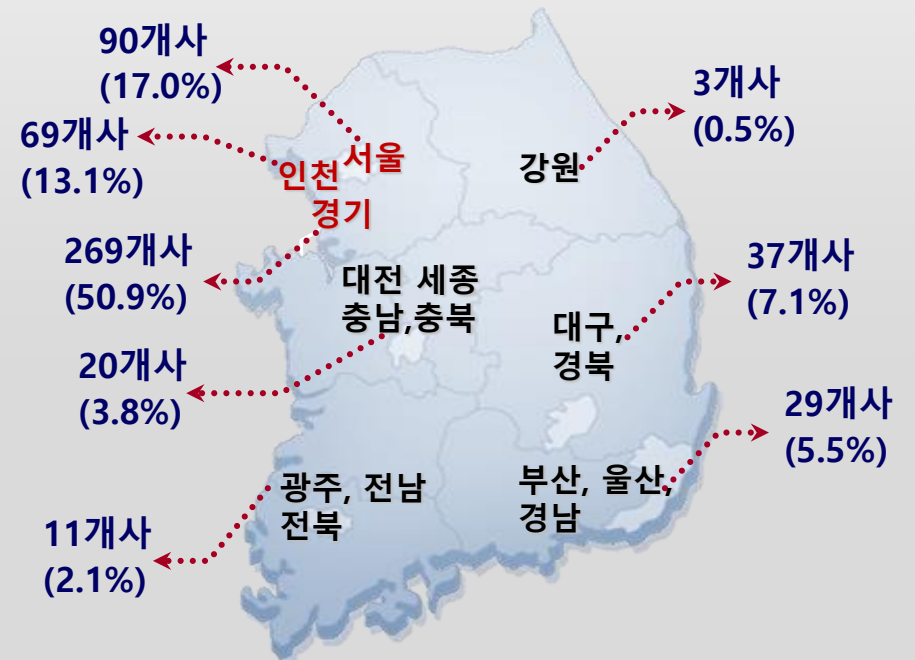 90개사
(17.0%)
69개사
(13.1%)
269개사
(50.9%)
20개사
(3.8%)
11개사
(2.1%)
서울
인천
경기
강원
대전 세종
충남,충북
대구,
경북
광주, 전남
전북
부산, 울산,
경남
3개사
(0.5%)
37개사
(7.1%)
29개사
(5.5%)